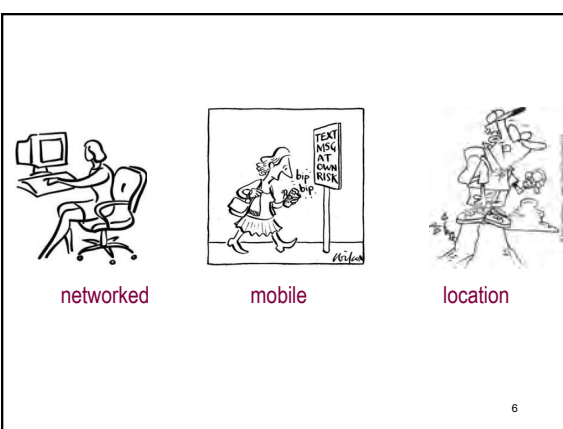 TEXT
MSG
AT
OWN
RISK
bip
bip
networked
mobile
location
6